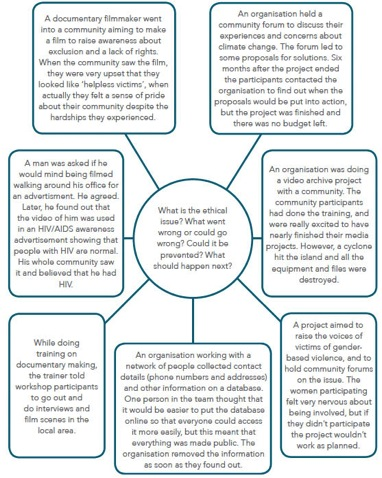 A documentary filmmaker went
into a community aiming to make
a film to raise awareness about
exclusion and a lack of rights.
When the community saw the film,
they were very upset that they
looked like ‘helpless victims’, when
actually they felt a sense of pride
about their community despite the
hardships they experienced.
An organisation held a
community forum to discuss their
experiences and concerns about
climate change. The forum led to
some proposals for solutions. Six
months after the project ended
the participants contacted the
organisation to find out when the
proposals would be put into action,
but the project was finished and
there was no budget left.
A man was asked if he
would mind being filmed
walking around his office for
an advertisment. He agreed.
Later, he found out that
the video of him was used
in an HIV/AIDS awareness
advertisement showing that
people with HIV are normal.
His whole community saw
it and believed that he had
HIV.
What is the ethical
issue? What went
wrong or could go
wrong? Could it be
prevented? What
should happen next?
An organisation was doing
a video archive project
with a community. The
community participants
had done the training, and
were really excited to have
nearly finished their media
projects. However, a cyclone
hit the island and all the
equipment and files were
destroyed.
While doing
training on
documentary making,
the trainer told
workshop participants
to go out and
do interviews and
film scenes in the
local area.
An organisation working with a
network of people collected contact
details (phone numbers and addresses)
and other information on a database.
One person in the team thought that
it would be easier to put the database
online so that everyone could access
it more easily, but this meant that
everything was made public. The
organisation removed the information
as soon as they found out.
A project aimed to
raise the voices of
victims of gender-
based violence, and to
hold community forums
on the issue. The
women participating
felt very nervous about
being involved, but if
they didn’t participate
the project wouldn’t
work as planned.